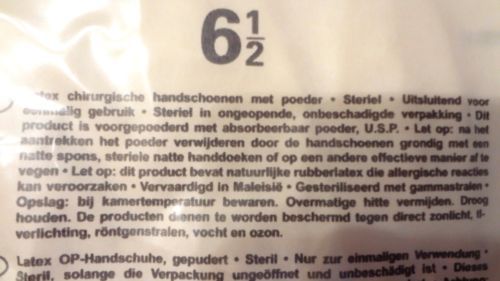 6 1/2
Latex chirurgische handschoenen met poeder • Steriel • Uitsluitend voor
eenmalig gebruik • Steriel in ongeopende, onbeschadigde verpakking • Dit
product is voorgepoederd met absorbeerbaar poeder, U.S.P. • Let op: na het
aantrekken het poeder verwijderen door de handschoenen grondig met een
natte spons, steriele natte handdoeken of op een andere effectieve manier af te
vegen • Let op: dit product bevat natuurlijke rubberlatex die allergische reacties
kan veroorzaken • Vervaardigd in Maleisië • Gesteriliseerd met gammastralen •
Opslag: bij kamertemperatuur bewaren. Overmatige hitte vermijden. Droog
houden. De producten dienen te worden beschermd tegen direct zonlicht, tl-
verlichting, röntgenstralen, vocht en ozon.
Latex OP-Handschuhe, gepudert • Steril • Nur zur einmaligen Verwendung •
Steril, solange die Verpackung ungeöffnet und unbeschädigt ist • Dieses